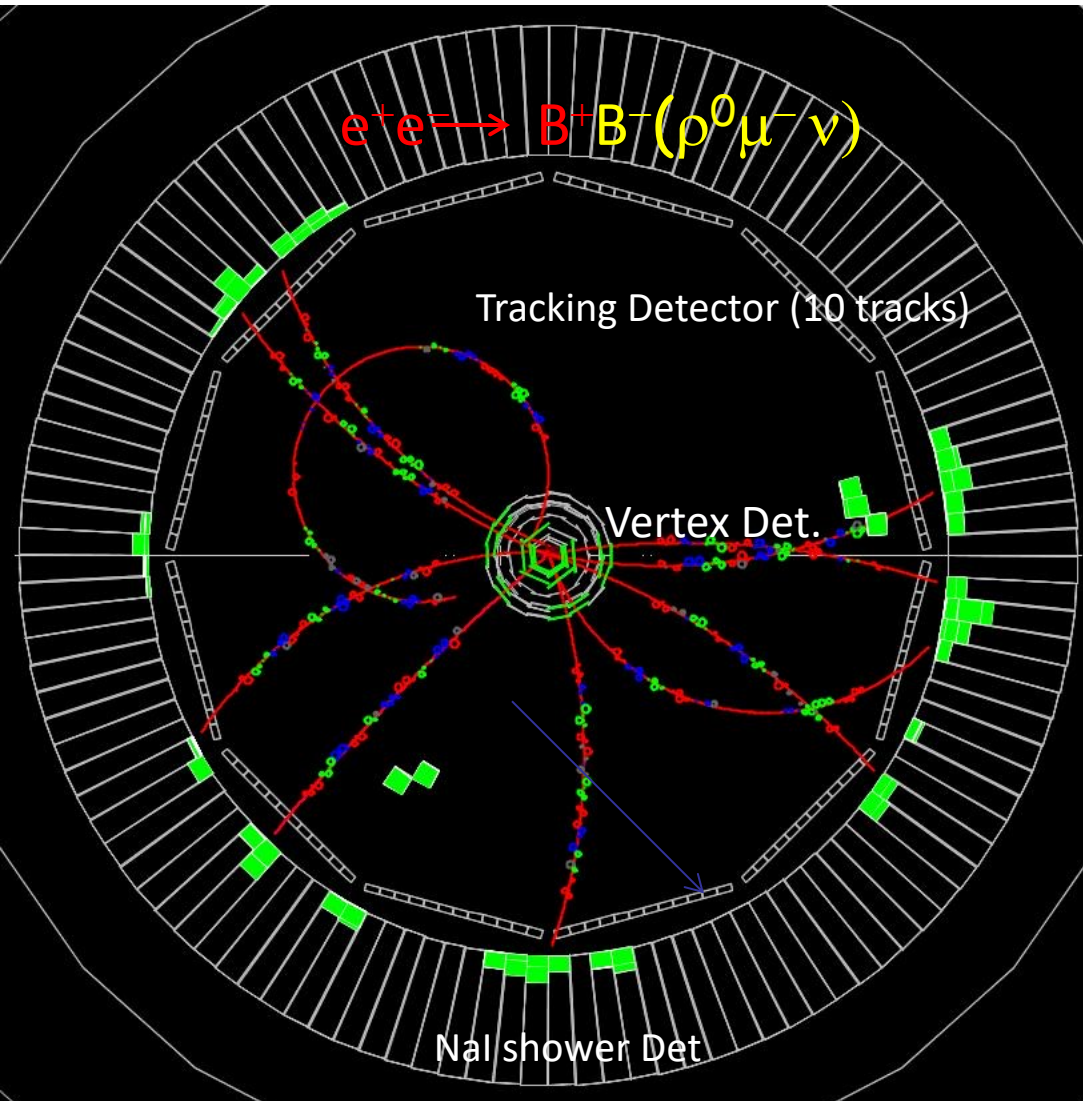 e⁺e⁻→ B⁺B⁻(ρ⁰μ⁻ν)
Tracking Detector (10 tracks)
Vertex Det.
NaI shower Det